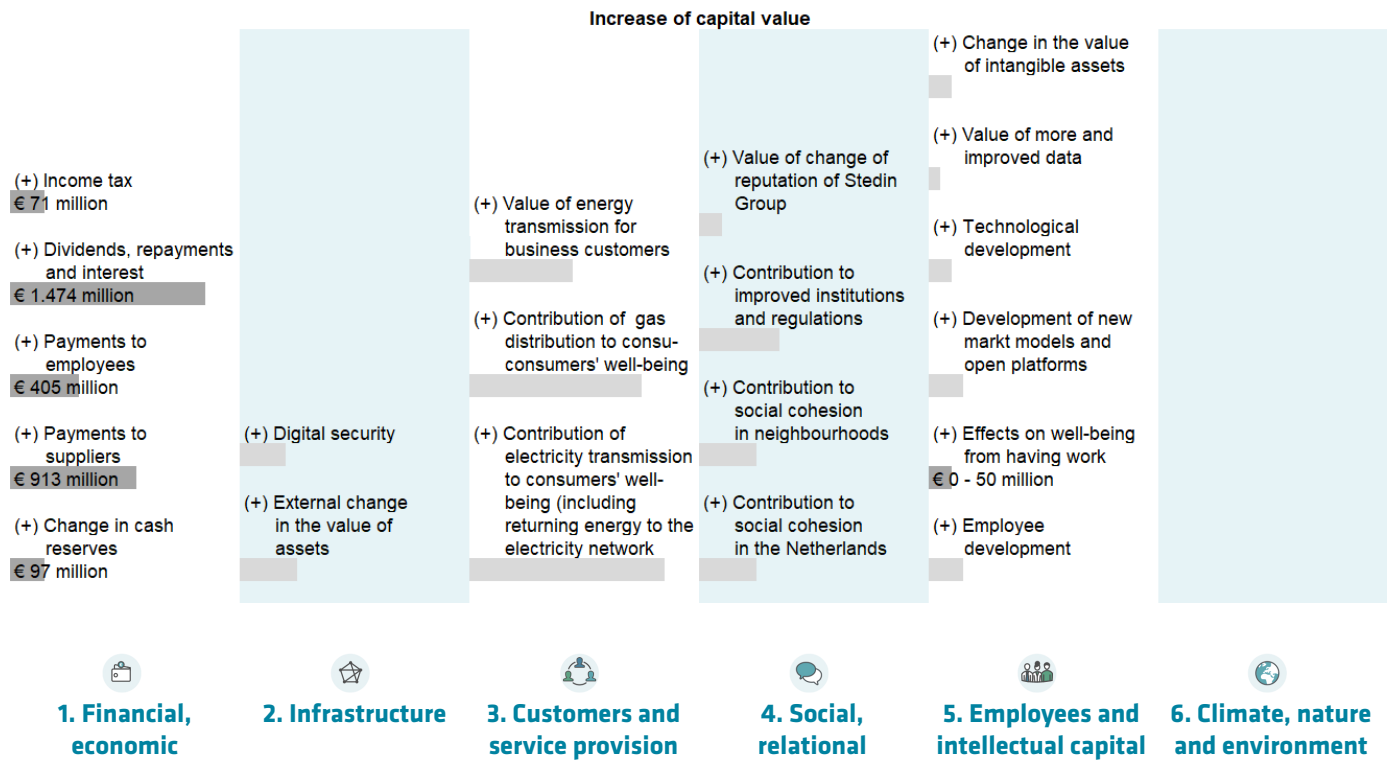 Increase of capital value
(+) Income tax
€ 71 million
(+) Dividends, repayments
and interest
€ 1.474 million
(+) Payments to
employees
€ 405 million
(+) Payments to
suppliers
€ 913 million
(+) Change in cash
reserves
€ 97 million
(+) Digital security
(+) External change
in the value of
assets
(+) Value of energy
transmission for
business customers
(+) Contribution of  gas
distribution to consu-
consumers' well-being
(+) Contribution of
electricity transmission
to consumers' well-
being (including
returning energy to the
electricity network
(+) Value of change of
reputation of Stedin
Group
(+) Contribution to
improved institutions
and regulations
(+) Contribution to
social cohesion
in neighbourhoods
(+) Contribution to
social cohesion
in the Netherlands
(+) Change in the value
of intangible assets
(+) Value of more and
improved data
(+) Technological
development
(+) Development of new
markt models and
open platforms
(+) Effects on well-being
from having work
€ 0 - 50 million
(+) Employee
development
1. Financial,
economic
2. Infrastructure
3. Customers and
service provision
4. Social,
relational
5. Employees and
intellectual capital
6. Climate, nature
and environment